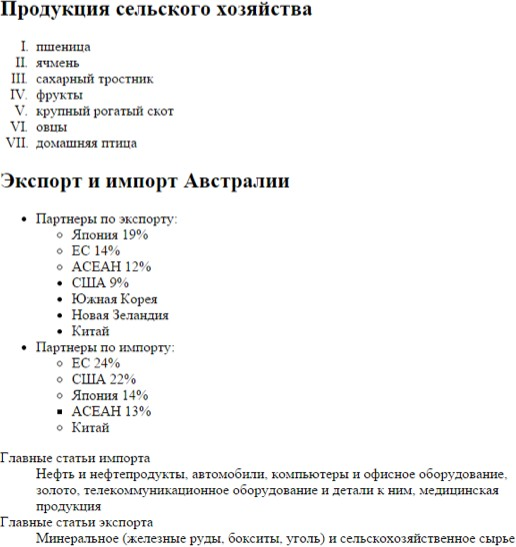 Продукция сельского хозяйства
I. пшеница
II. ячмень
III. сахарный тростник
IV. фрукты
V. крупный рогатый скот
VI. овцы
VII. домашняя птица
Экспорт и импорт Австралии
• Партнеры по экспорту:
○ Япония 19%
○ ЕС 14%
○ АСЕАН 12%
• США 9%
• Южная Корея
• Новая Зеландия
• Китай
• Партнеры по импорту:
○ ЕС 24%
○ США 22%
○ Япония 14%
▪ АСЕАН 13%
○ Китай
Главные статьи импорта
Нефть и нефтепродукты, автомобили, компьютеры и офисное оборудование,
золото, телекоммуникационное оборудование и детали к ним, медицинская
продукция
Главные статьи экспорта
Минеральное (железные руды, бокситы, уголь) и сельскохозяйственное сырье